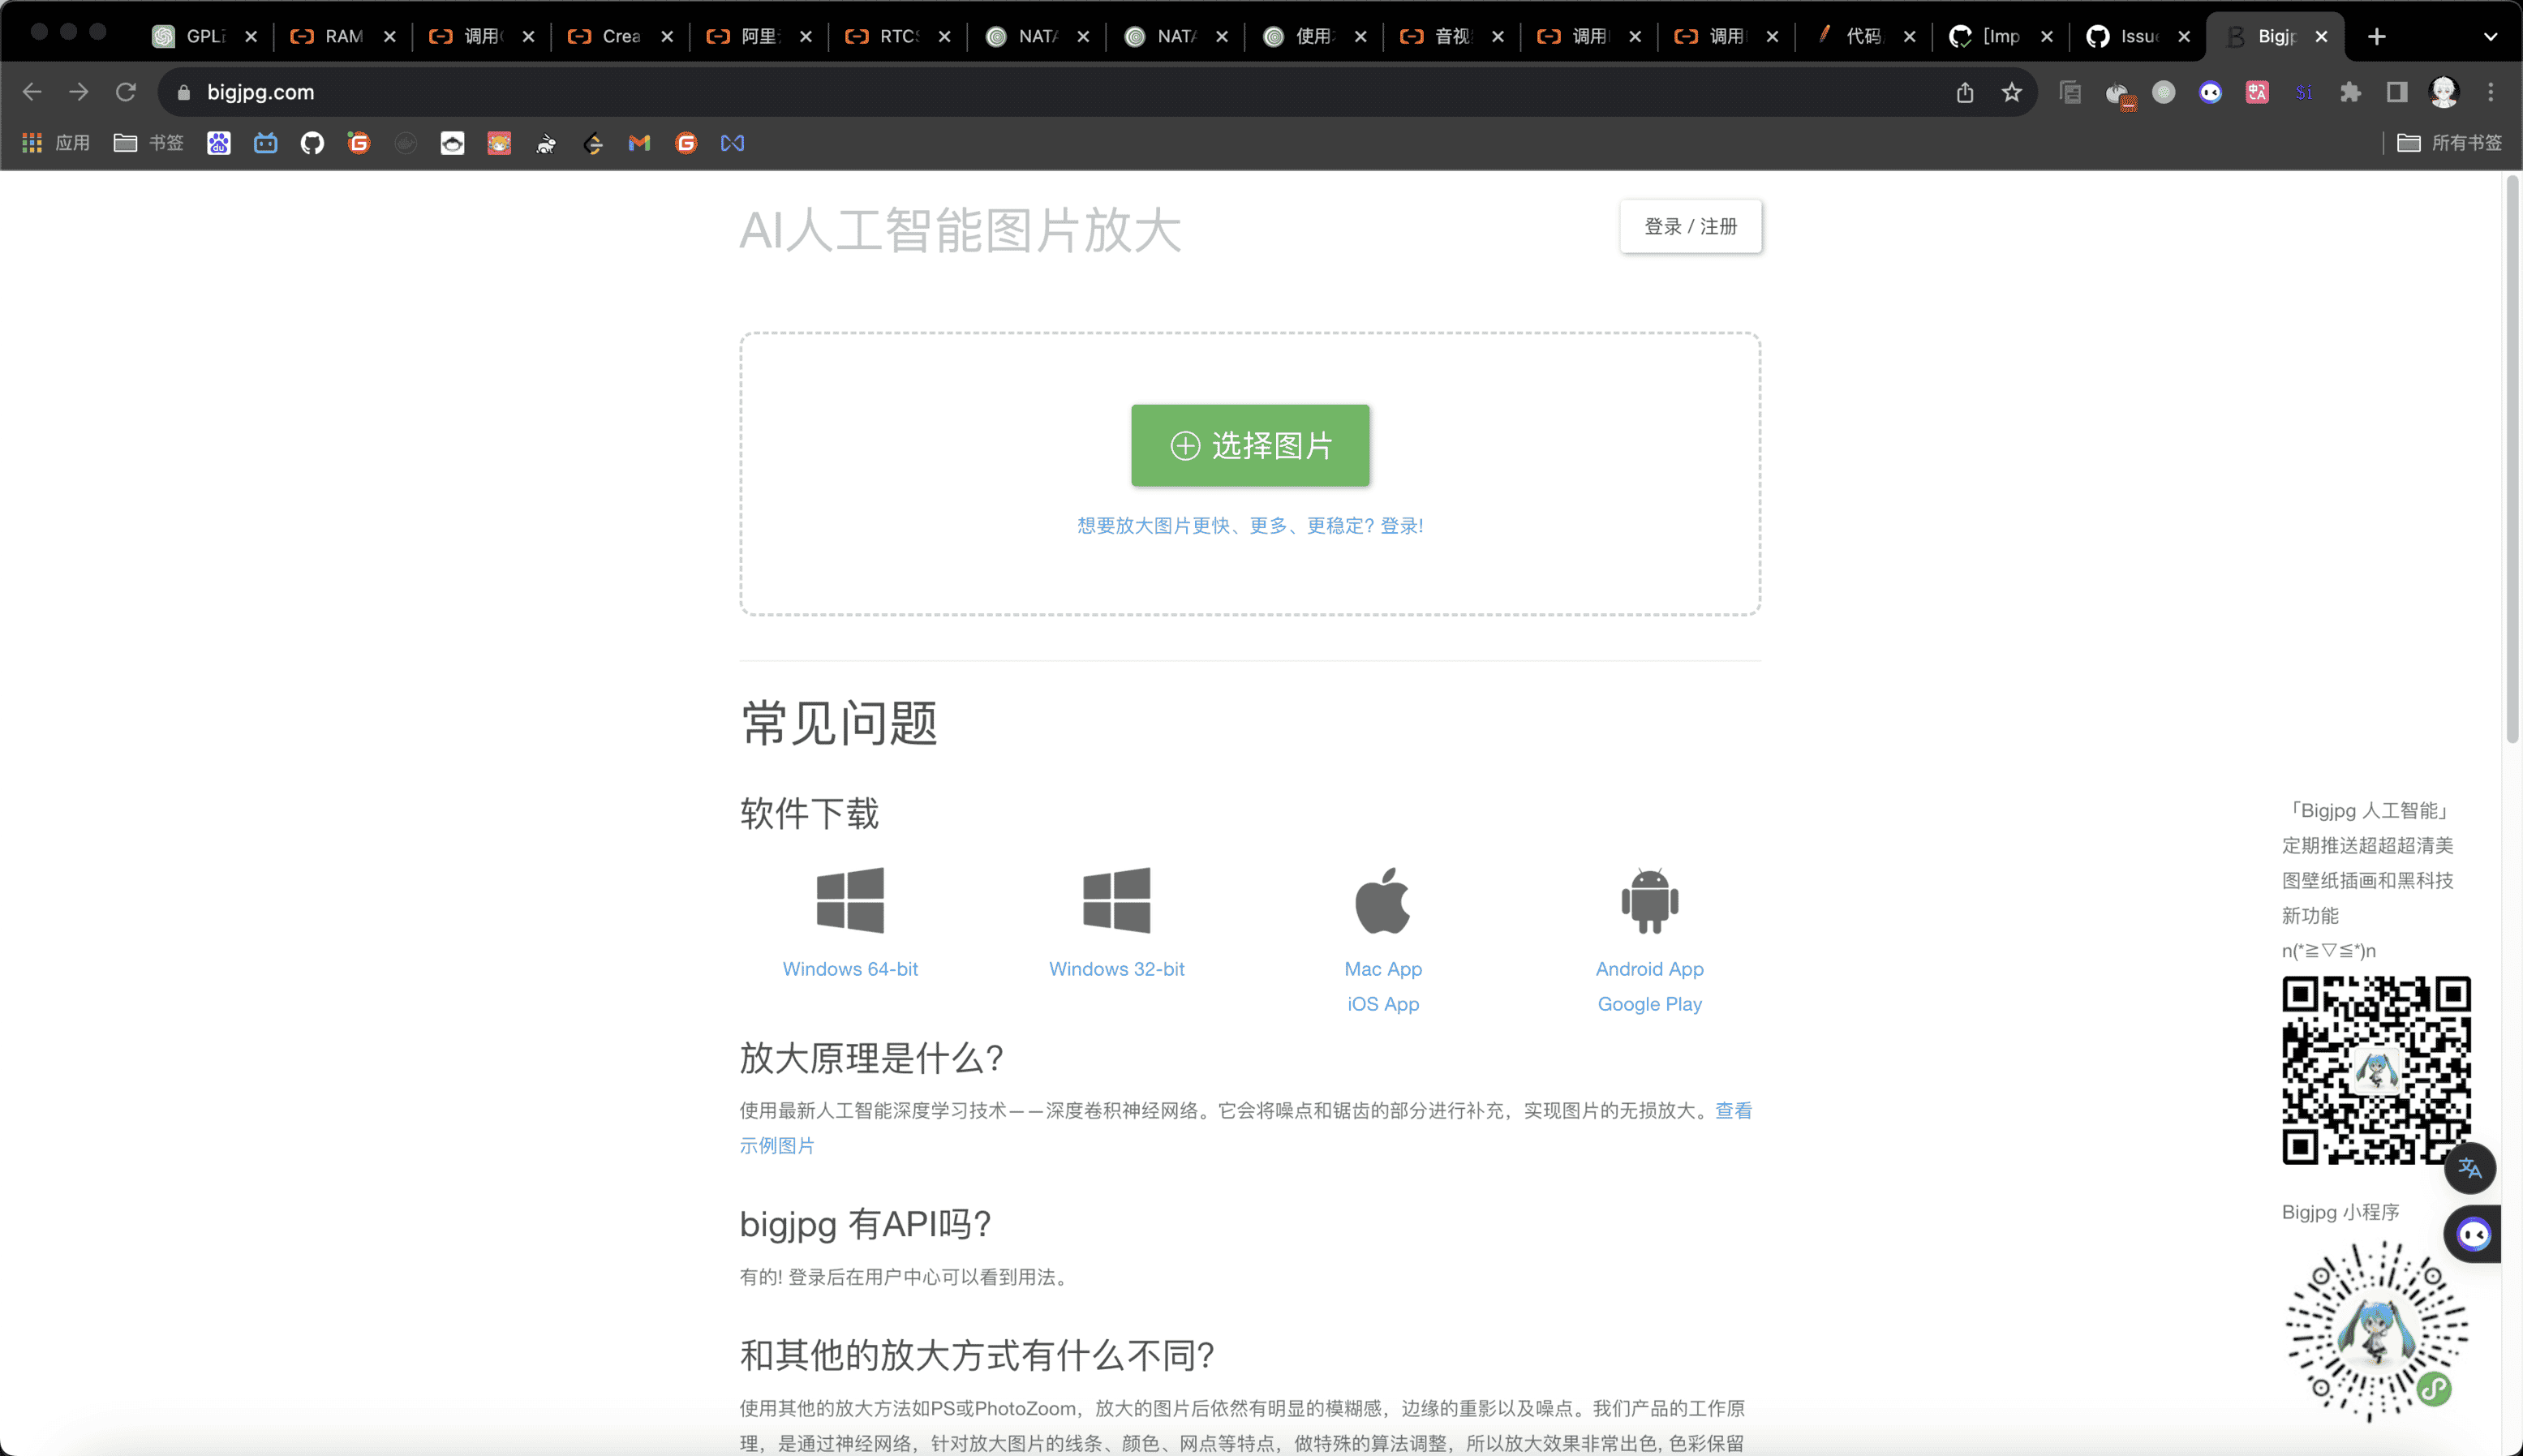 GPLi
RAM
调用
Crea
阿里
RTCS
NATA
NATA
使用
音视
调用
调用
代码
[Imp
Issue
Bigjp
bigjpg.com
应用
书签
所有书签
AI人工智能图片放大
登录 / 注册
选择图片
想要放大图片更快、更多、更稳定? 登录!
常见问题
软件下载
Windows 64-bit
Windows 32-bit
Mac App
Android App
iOS App
Google Play
放大原理是什么?
使用最新人工智能深度学习技术——深度卷积神经网络。它会将噪点和锯齿的部分进行补充，实现图片的无损放大。查看
示例图片
bigjpg 有API吗?
有的! 登录后在用户中心可以看到用法。
和其他的放大方式有什么不同?
使用其他的放大方法如PS或PhotoZoom，放大的图片后依然有明显的模糊感，边缘的重影以及噪点。我们产品的工作原
理，是通过神经网络，针对放大图片的线条、颜色、网点等特点，做特殊的算法调整，所以放大效果非常出色, 色彩保留
「Bigjpg 人工智能」
定期推送超超超清美
图壁纸插画和黑科技
新功能
n(*≧▽≦*)n
Bigjpg 小程序